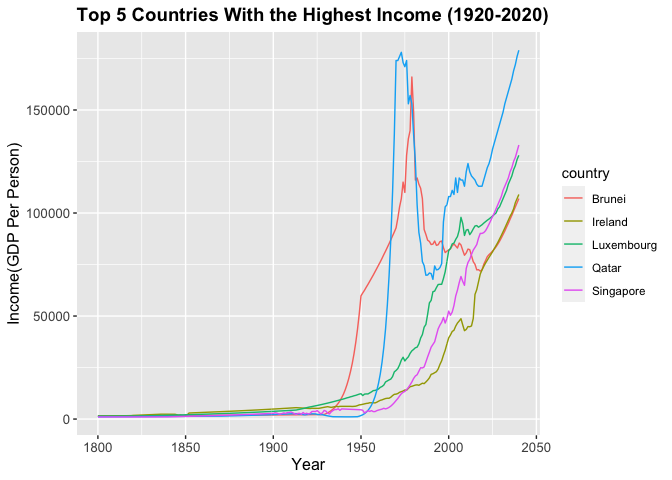 Top 5 Countries With the Highest Income (1920-2020)
150000
100000
50000
0
Income(GDP Per Person)
1800
1850
1900
1950
2000
2050
Year
country
Brunei
Ireland
Luxembourg
Qatar
Singapore